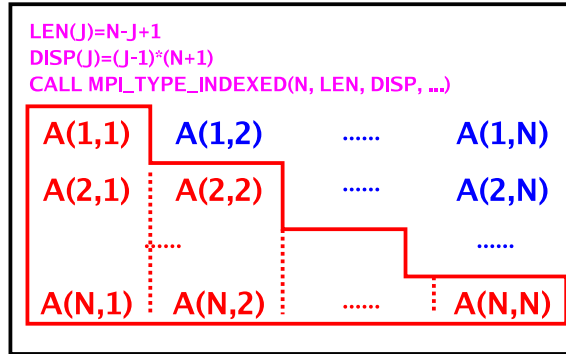 LEN(J)=N-J+1
DISP(J)=(J-1)*(N+1)
CALL MPI_TYPE_INDEXED(N, LEN, DISP, ...)
A(1,1) A(1,2) ...... A(1,N)
A(2,1) A(2,2) ...... A(2,N)
...... ......
A(N,1) A(N,2) ...... A(N,N)